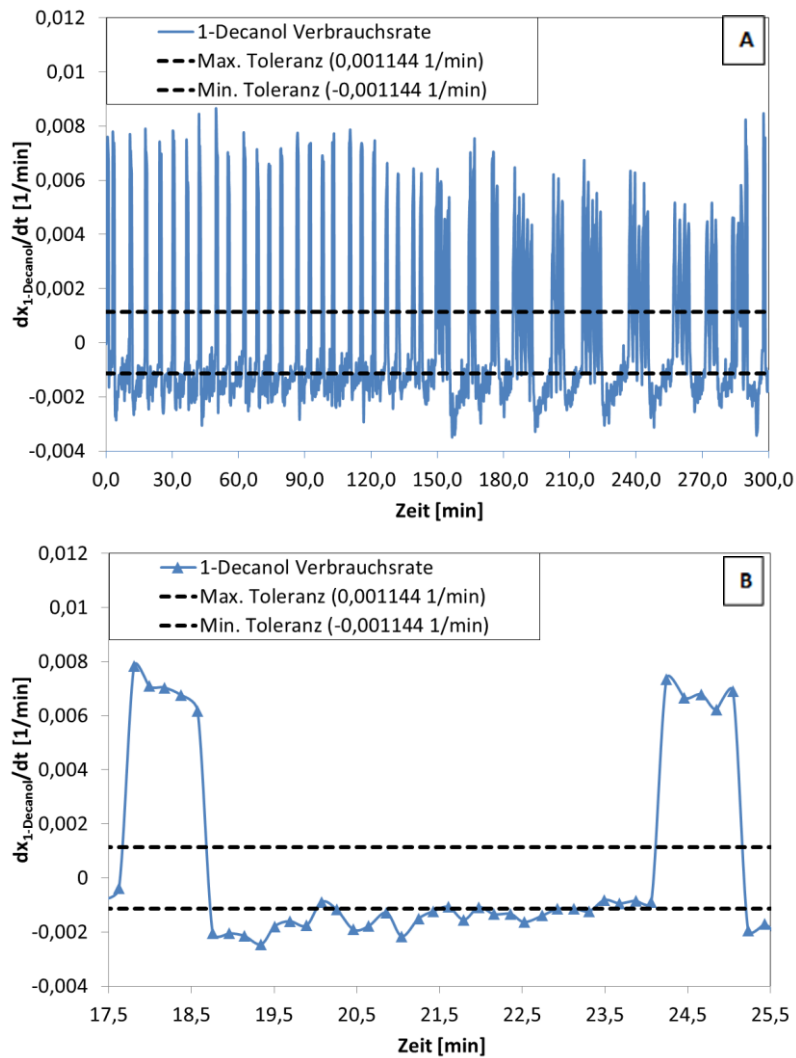 0,012
0,01
0,008
0,006
0,004
0,002
0
-0,002
-0,004
dx1-Decanol/dt [1/min]
1-Decanol Verbrauchsrate
Max. Toleranz (0,001144 1/min)
Min. Toleranz (-0,001144 1/min)
A
0,0 30,0 60,0 90,0 120,0 150,0 180,0 210,0 240,0 270,0 300,0
Zeit [min]
0,012
0,01
0,008
0,006
0,004
0,002
0
-0,002
-0,004
dx1-Decanol/dt [1/min]
1-Decanol Verbrauchsrate
Max. Toleranz (0,001144 1/min)
Min. Toleranz (-0,001144 1/min)
B
17,5 18,5 19,5 20,5 21,5 22,5 23,5 24,5 25,5
Zeit [min]